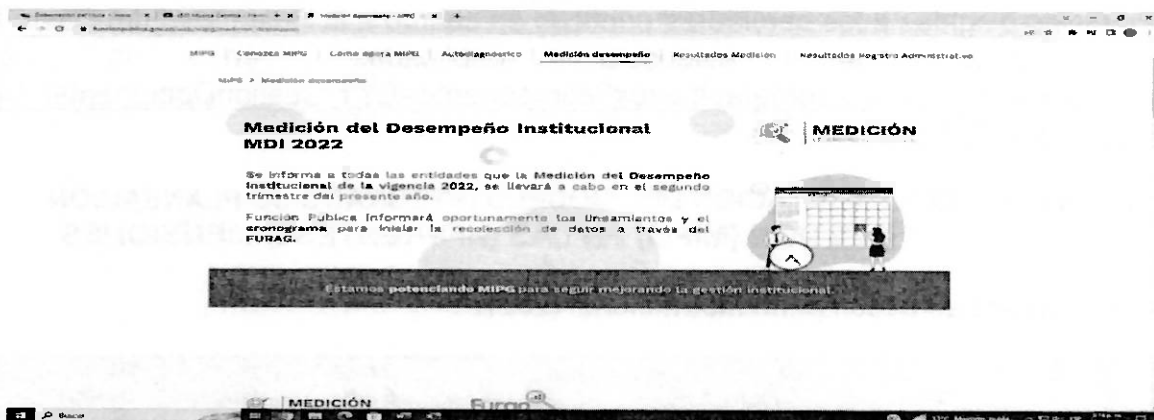 MIPG Conozca MIPG Cómo opera MIPG Autodiagnóstico Medición desempeño Resultados Medición Resultados Registro Administrativo
MIPG > Medición desempeño
Medición del Desempeño Institucional
MDI 2022
MEDICIÓN
Se informa a todas las entidades que la Medición del Desempeño
Institucional de la vigencia 2022, se llevará a cabo en el segundo
trimestre del presente año.
Función Pública informará oportunamente los lineamientos y el
cronograma para iniciar la recolección de datos a través del
FURAG.
Estamos potenciando MIPG para seguir mejorando la gestión institucional.
MEDICIÓN
Furag
Buscar